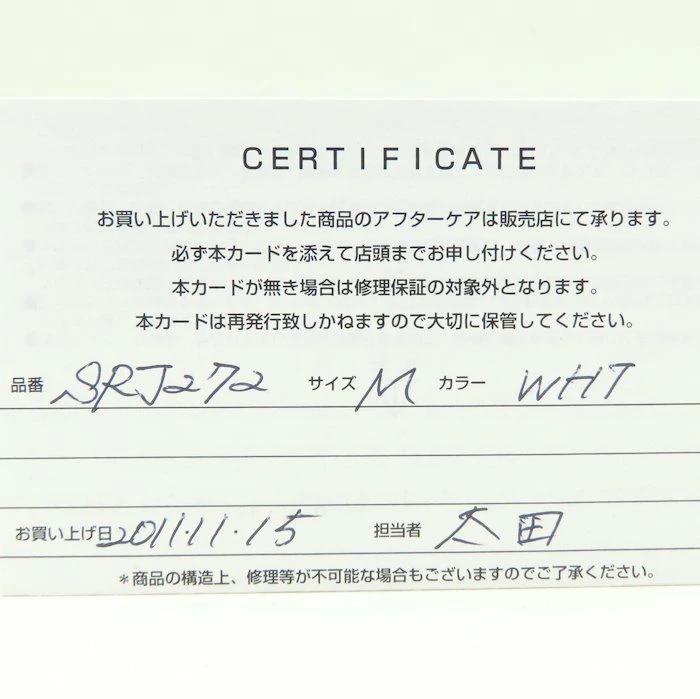 CERTIFICATE
お買い上げいただきました商品のアフターケアは販売店にて承ります。
必ず本カードを添えて店頭までお申し付けください。
本カードが無き場合は修理保証の対象外となります。
本カードは再発行致しかねますので大切に保管してください。
品番 SRJ272 サイズ M カラー WHT
お買い上げ日 2011.11.15 担当者 太田
*商品の構造上、修理等が不可能な場合もございますのでご了承ください。